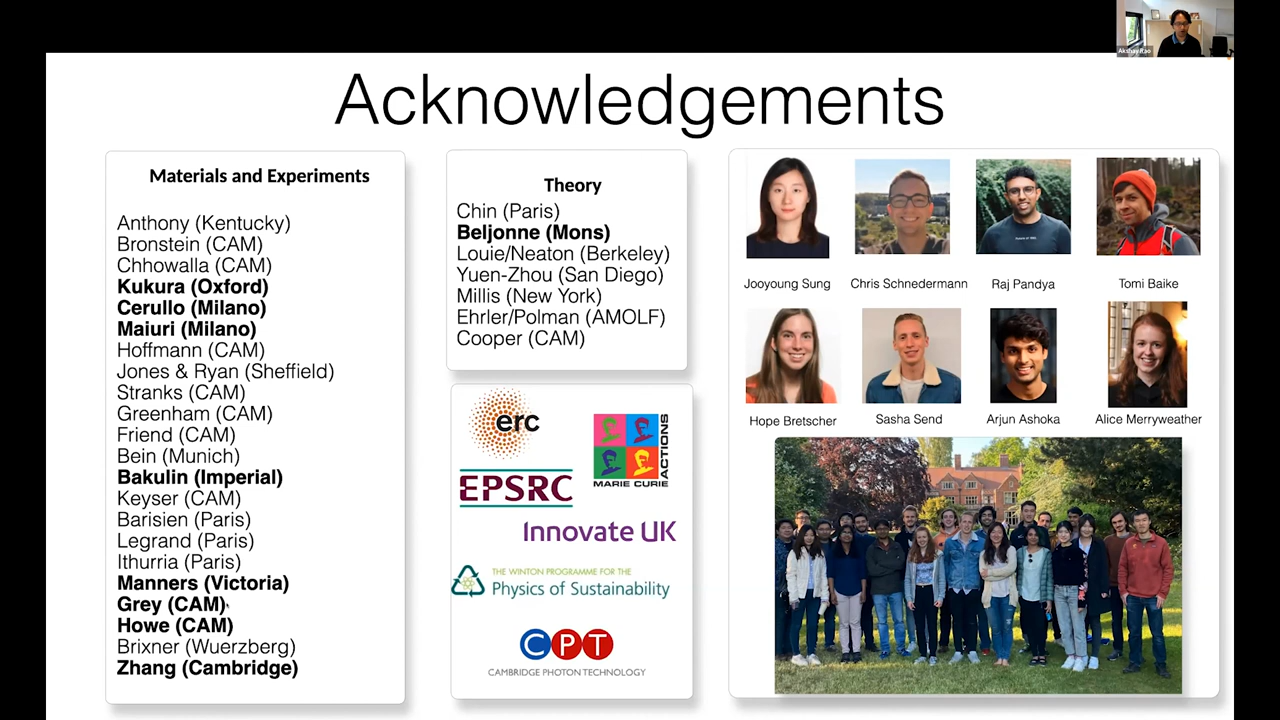 Akshay Rao
Acknowledgements
Materials and Experiments
Anthony (Kentucky)
Bronstein (CAM)
Chhowalla (CAM)
Kukura (Oxford)
Cerullo (Milano)
Maiuri (Milano)
Hoffmann (CAM)
Jones & Ryan (Sheffield)
Stranks (CAM)
Greenham (CAM)
Friend (CAM)
Bein (Munich)
Bakulin (Imperial)
Keyser (CAM)
Barisien (Paris)
Legrand (Paris)
Ithurria (Paris)
Manners (Victoria)
Grey (CAM)
Howe (CAM)
Brixner (Wuerzberg)
Zhang (Cambridge)
Theory
Chin (Paris)
Beljonne (Mons)
Louie/Neaton (Berkeley)
Yuen-Zhou (San Diego)
Millis (New York)
Ehrler/Polman (AMOLF)
Cooper (CAM)
erc
MARIE CURIE ACTIONS
EPSRC
Innovate UK
THE WINTON PROGRAMME FOR THE
Physics of Sustainability
CPT
CAMBRIDGE PHOTON TECHNOLOGY
Jooyoung Sung
Chris Schnedermann
Raj Pandya
Tomi Baike
Hope Bretscher
Sasha Send
Arjun Ashoka
Alice Merryweather